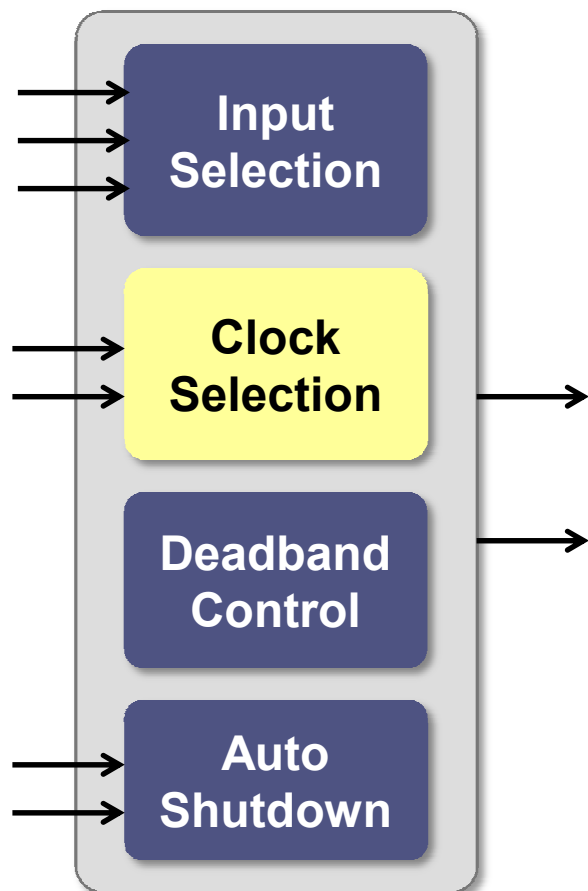 Input
Selection
Clock
Selection
Deadband
Control
Auto
Shutdown